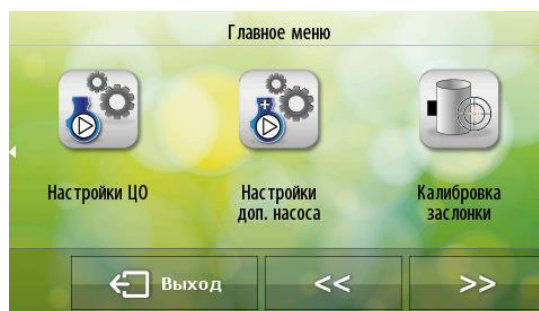 Главное меню
Настройки ЦО
Настройки
доп. насоса
Калибровка
заслонки
Выход
<<
>>